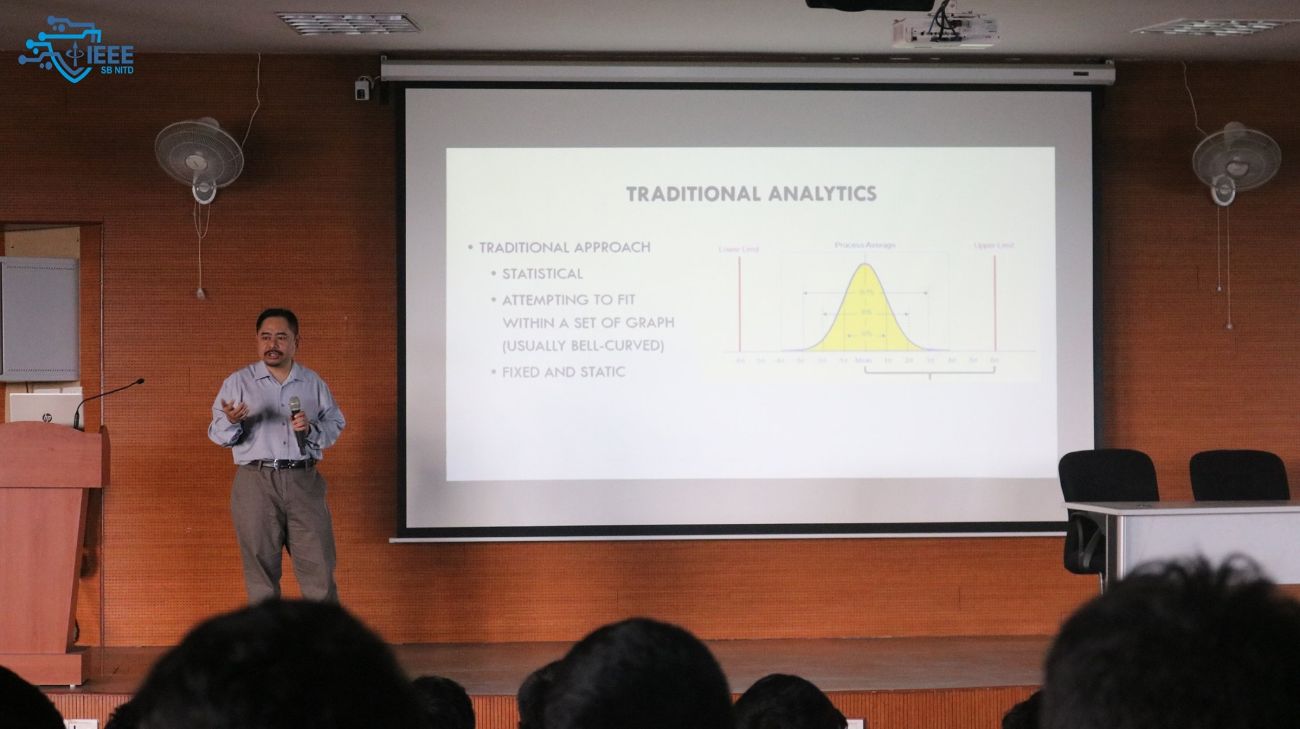 IEEE
SB NITD
TRADITIONAL ANALYTICS
• TRADITIONAL APPROACH
• STATISTICAL
• ATTEMPTING TO FIT
WITHIN A SET OF GRAPH
(USUALLY BELL-CURVED)
• FIXED AND STATIC
Lower Limit
Process Average
Upper Limit
Mean
hp